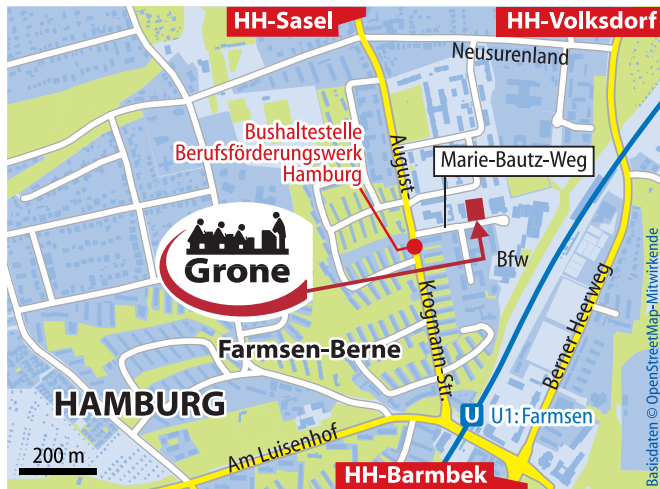 HH-Sasel
HH-Volksdorf
Neusurenland
Bushaltestelle
Berufsförderungswerk
Hamburg
August-
Krogmann-Str.
Marie-Bautz-Weg
Grone
Bfw
Berner Heerweg
Farmsen-Berne
HAMBURG
U
U1: Farmsen
Am Luisenhof
200 m
HH-Barmbek
Basisdaten © OpenStreetMap-Mitwirkende